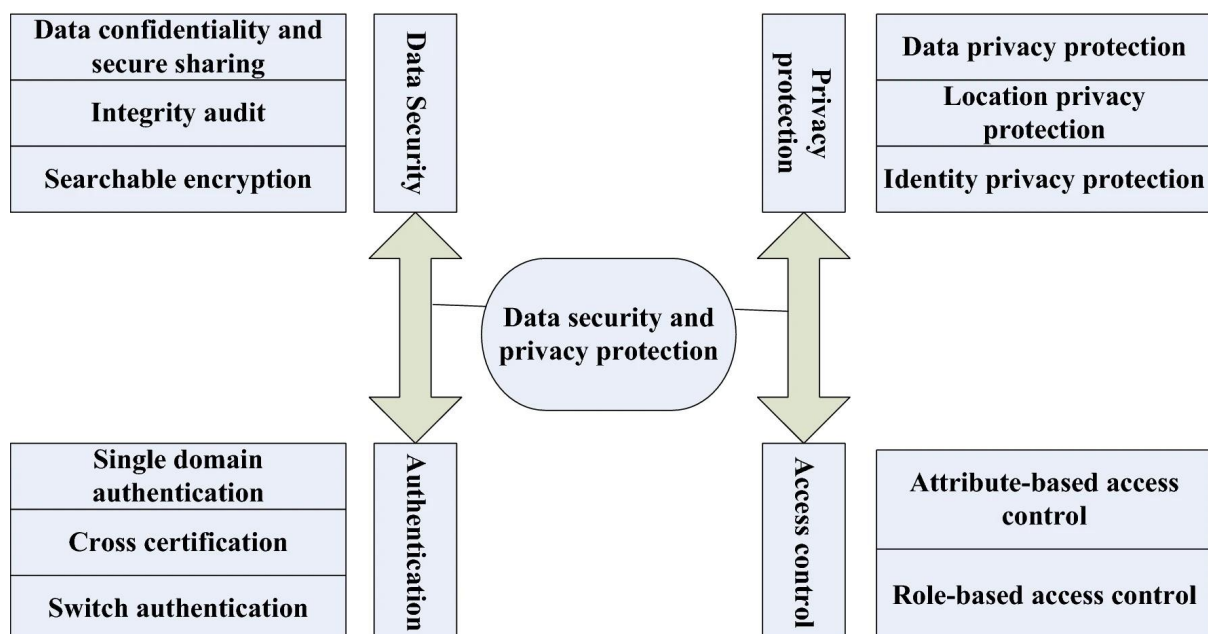 Data confidentiality and
secure sharing
Integrity audit
Searchable encryption
Data Security
Privacy
protection
Data privacy protection
Location privacy
protection
Identity privacy protection
Data security and
privacy protection
Single domain
authentication
Cross certification
Switch authentication
Authentication
Access control
Attribute-based access
control
Role-based access control